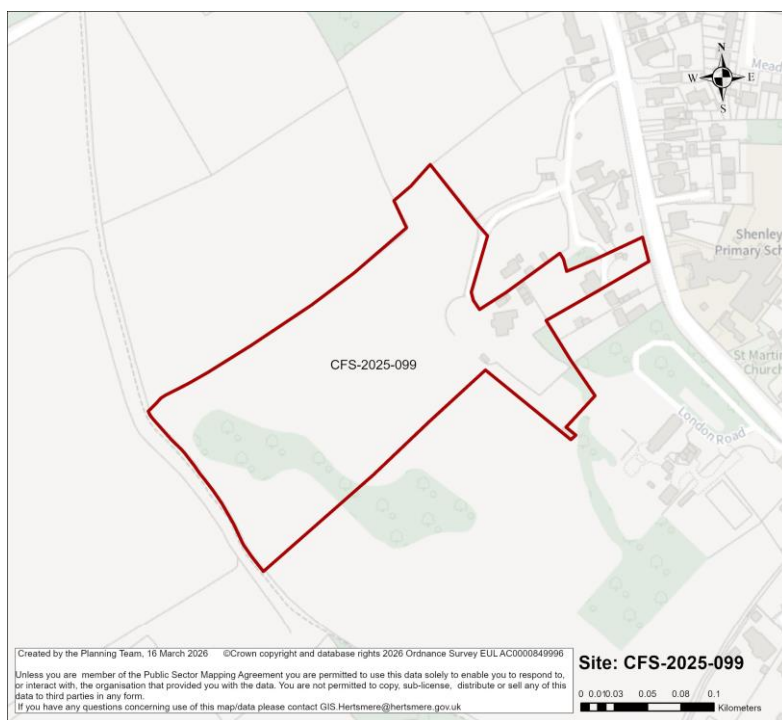 N
W E
S
Mead
Shenley
Primary Sch
CFS-2025-099
St Martin
Church
London Road
Created by the Planning Team, 16 March 2026 ©Crown copyright and database rights 2026 Ordnance Survey EUL AC0000849996
Unless you are member of the Public Sector Mapping Agreement you are permitted to use this data solely to enable you to respond to,
or interact with, the organisation that provided you with the data. You are not permitted to copy, sub-license, distribute or sell any of this
data to third parties in any form.
If you have any questions concerning use of this map/data please contact GIS.Hertsmere@hertsmere.gov.uk
Site: CFS-2025-099
0 0.010.03 0.05 0.08 0.1
Kilometers